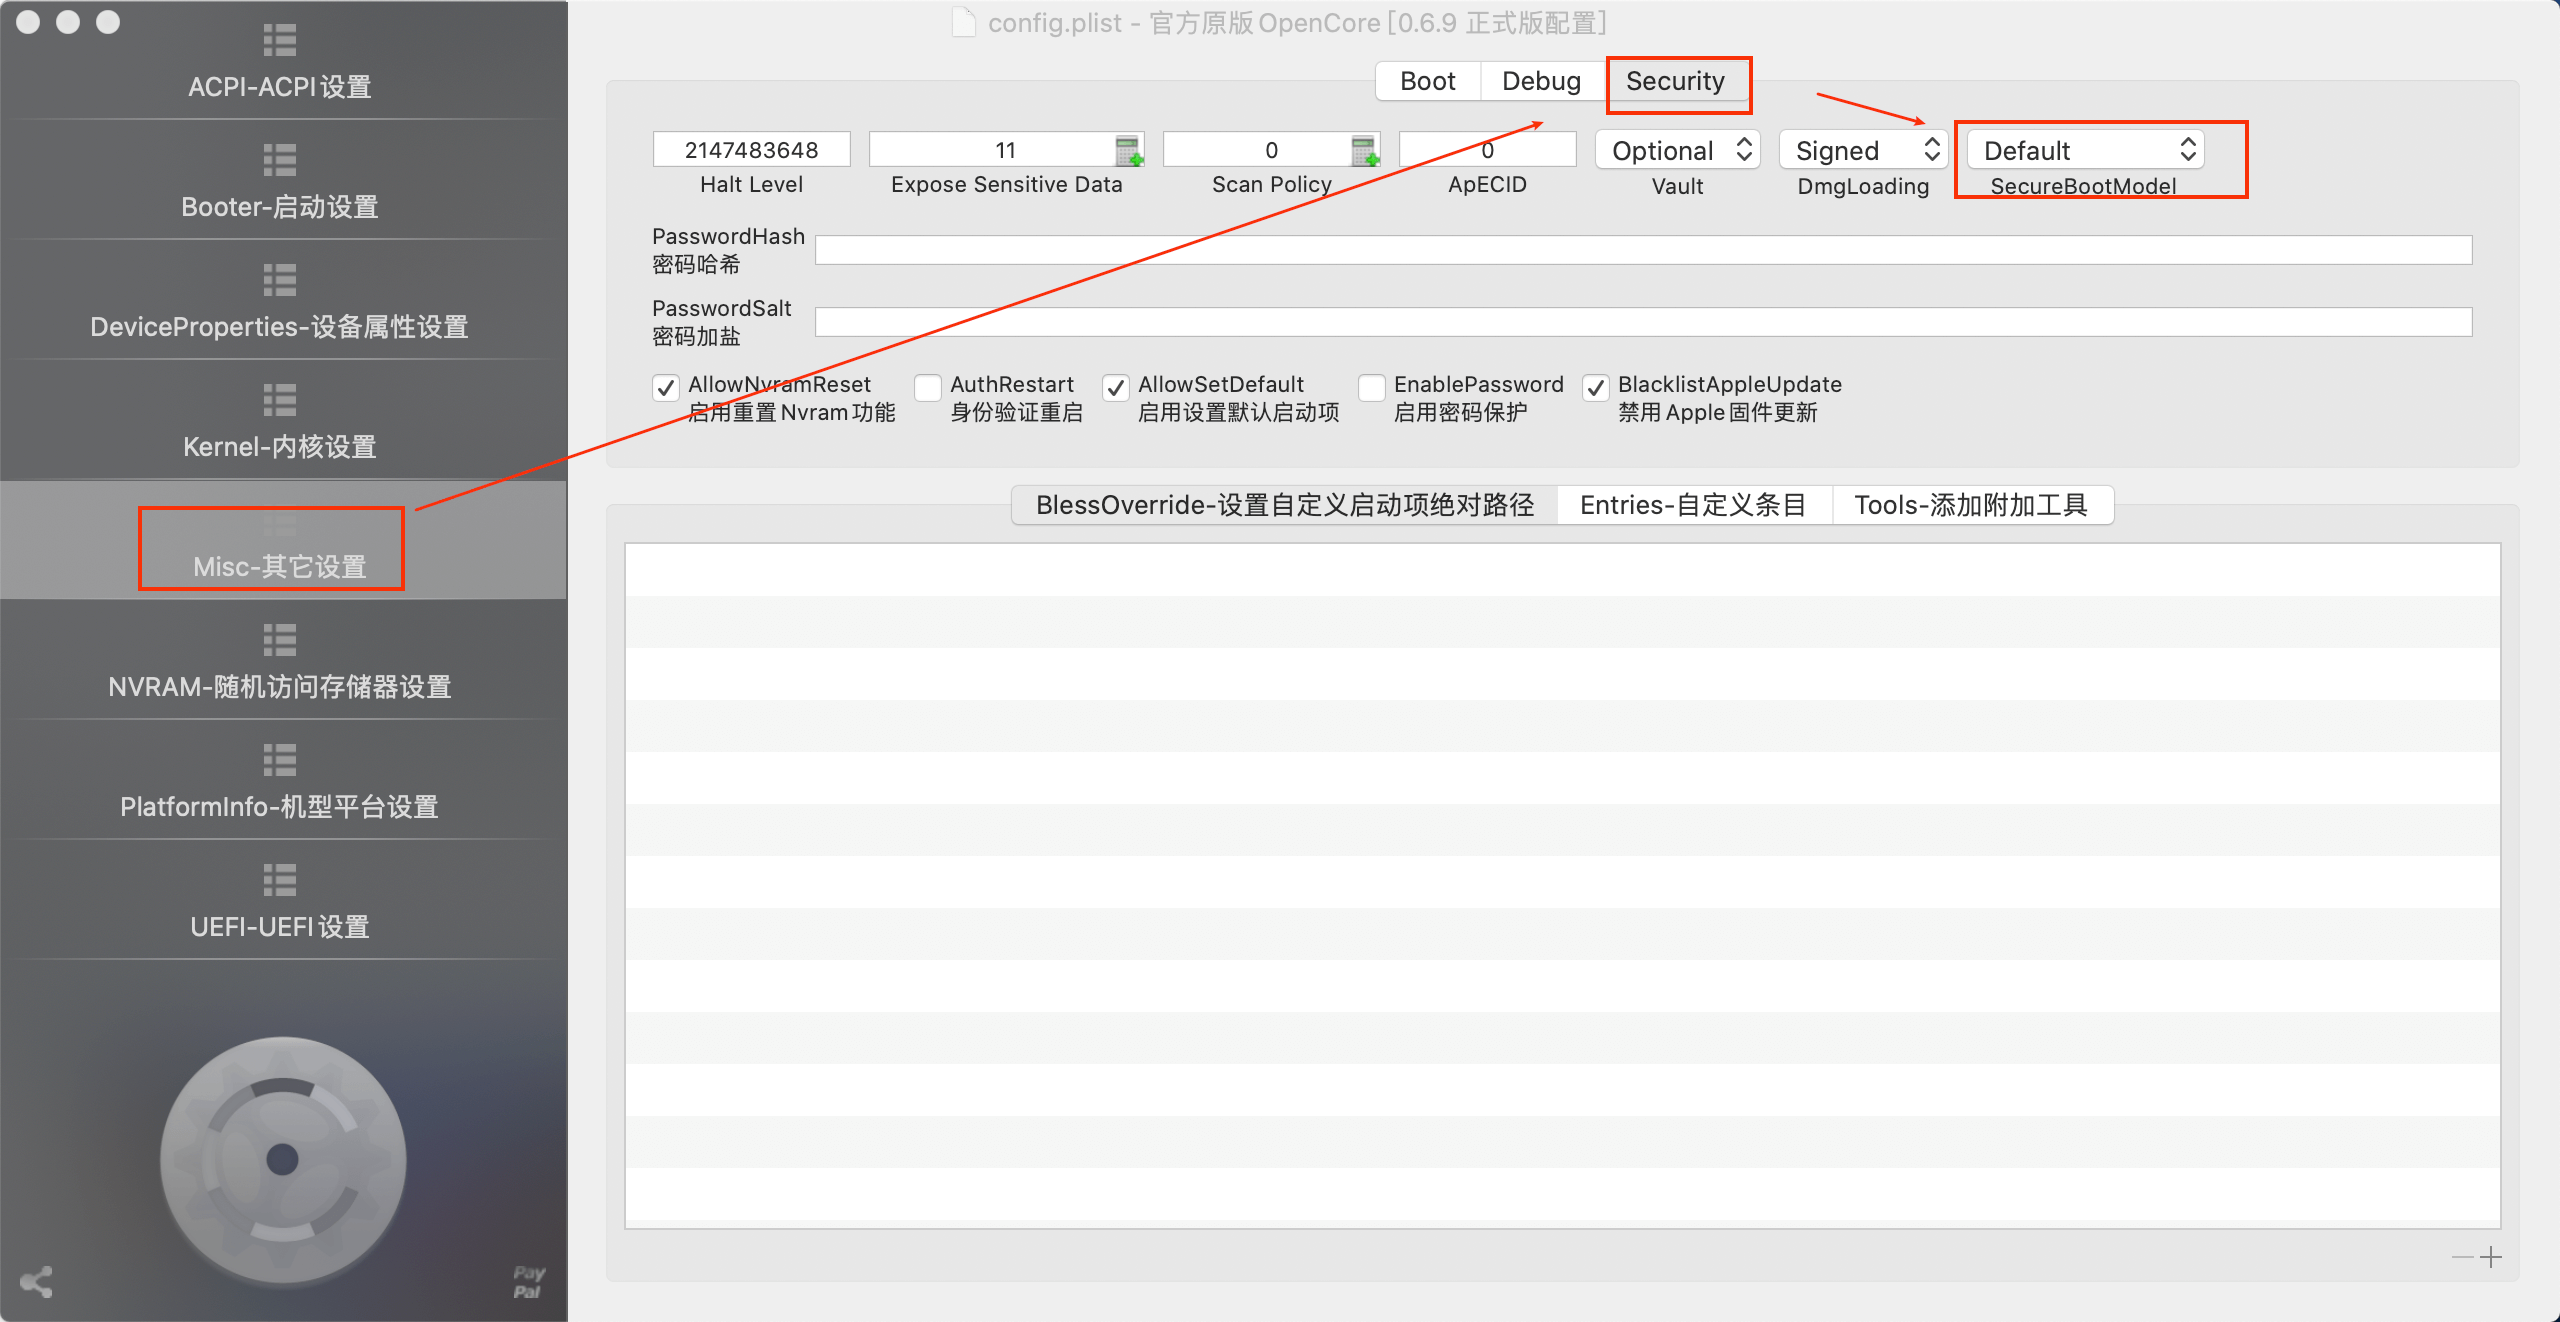 config.plist - 官方原版 OpenCore [0.6.9 正式版配置]
ACPI-ACPI设置
Booter-启动设置
DeviceProperties-设备属性设置
Kernel-内核设置
Misc-其它设置
NVRAM-随机访问存储器设置
PlatformInfo-机型平台设置
UEFI-UEFI设置
Pay
Pal
Boot Debug Security
2147483648 11 0 0 Optional Signed Default
Halt Level Expose Sensitive Data Scan Policy ApECID Vault DmgLoading SecureBootModel
PasswordHash
密码哈希
PasswordSalt
密码加盐
AllowNvramReset AuthRestart AllowSetDefault EnablePassword BlacklistAppleUpdate
启用重置 Nvram 功能 身份验证重启 启用设置默认启动项 启用密码保护 禁用 Apple 固件更新
BlessOverride-设置自定义启动项绝对路径 Entries-自定义条目 Tools-添加附加工具